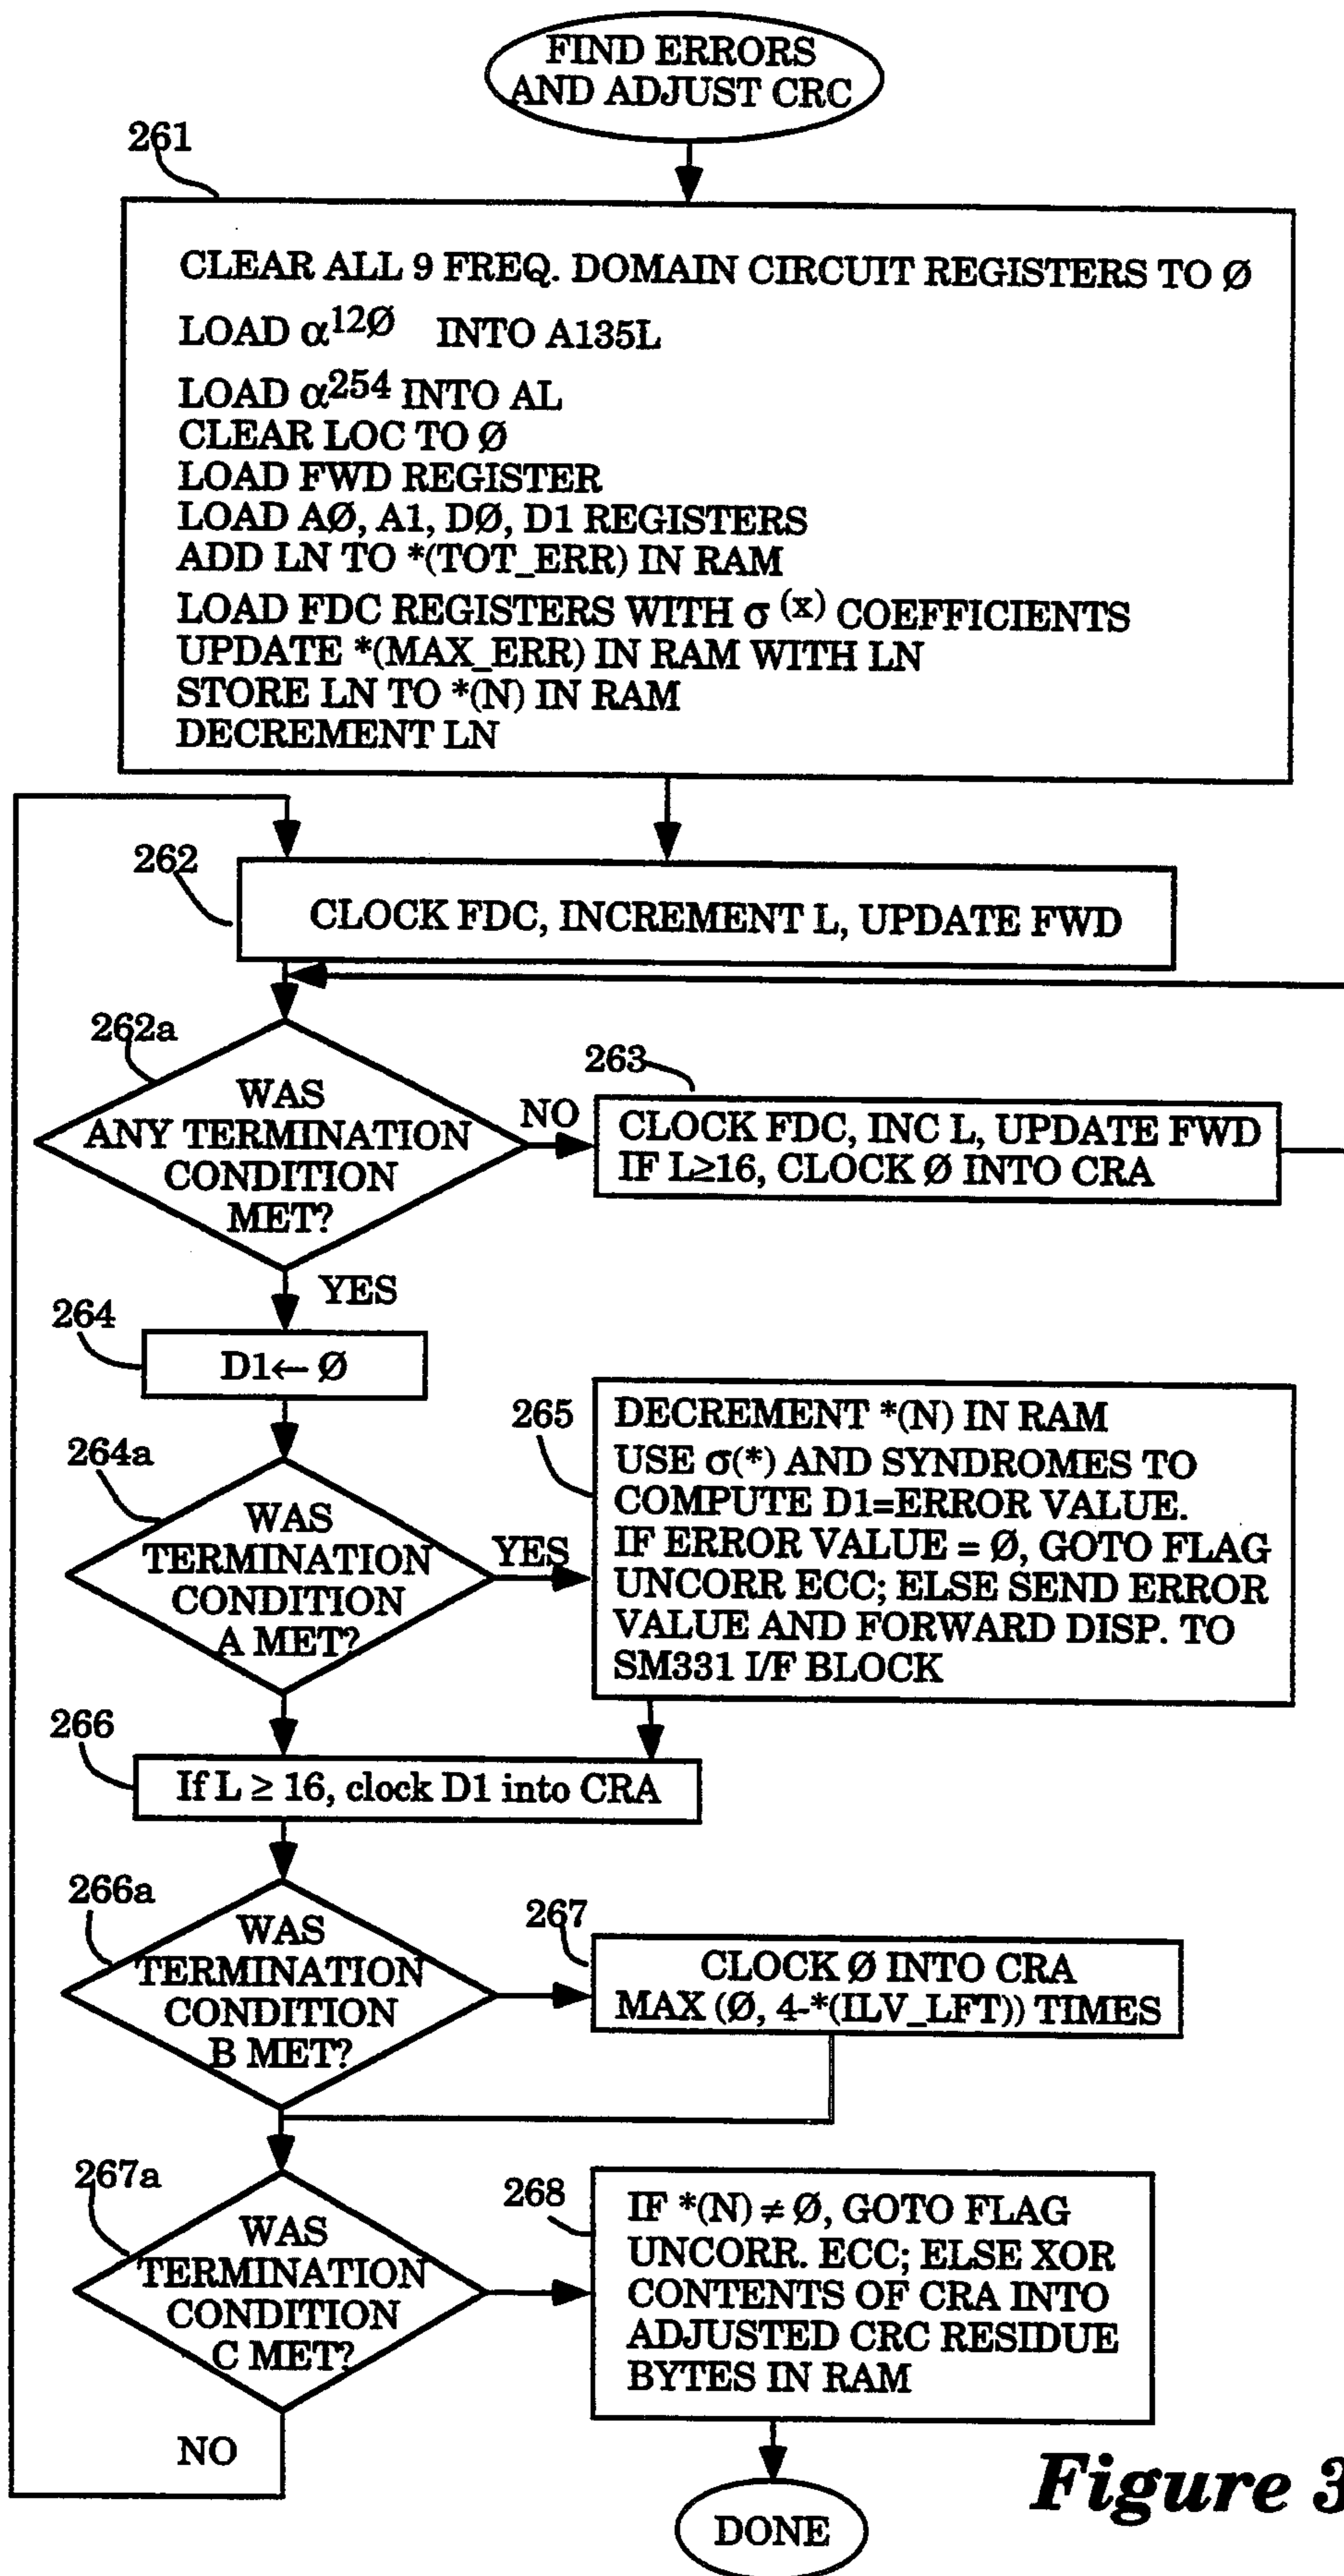 FIND ERRORS
AND ADJUST CRC
261
CLEAR ALL 9 FREQ. DOMAIN CIRCUIT REGISTERS TO Ø
LOAD α^12Ø INTO A135L
LOAD α^254 INTO AL
CLEAR LOC TO Ø
LOAD FWD REGISTER
LOAD AØ, A1, DØ, D1 REGISTERS
ADD LN TO *(TOT_ERR) IN RAM
LOAD FDC REGISTERS WITH σ^(x) COEFFICIENTS
UPDATE *(MAX_ERR) IN RAM WITH LN
STORE LN TO *(N) IN RAM
DECREMENT LN
262
CLOCK FDC, INCREMENT L, UPDATE FWD
262a
WAS
ANY TERMINATION
CONDITION
MET?
NO
263
CLOCK FDC, INC L, UPDATE FWD
IF L≥16, CLOCK Ø INTO CRA
YES
264
D1← Ø
264a
WAS
TERMINATION
CONDITION
A MET?
YES
265
DECREMENT *(N) IN RAM
USE σ(*) AND SYNDROMES TO
COMPUTE D1=ERROR VALUE.
IF ERROR VALUE = Ø, GOTO FLAG
UNCORR ECC; ELSE SEND ERROR
VALUE AND FORWARD DISP. TO
SM331 I/F BLOCK
266
If L ≥ 16, clock D1 into CRA
266a
WAS
TERMINATION
CONDITION
B MET?
267
CLOCK Ø INTO CRA
MAX (Ø, 4-*(ILV_LFT)) TIMES
267a
WAS
TERMINATION
CONDITION
C MET?
NO
268
IF *(N) ≠ Ø, GOTO FLAG
UNCORR. ECC; ELSE XOR
CONTENTS OF CRA INTO
ADJUSTED CRC RESIDUE
BYTES IN RAM
DONE
Figure 3